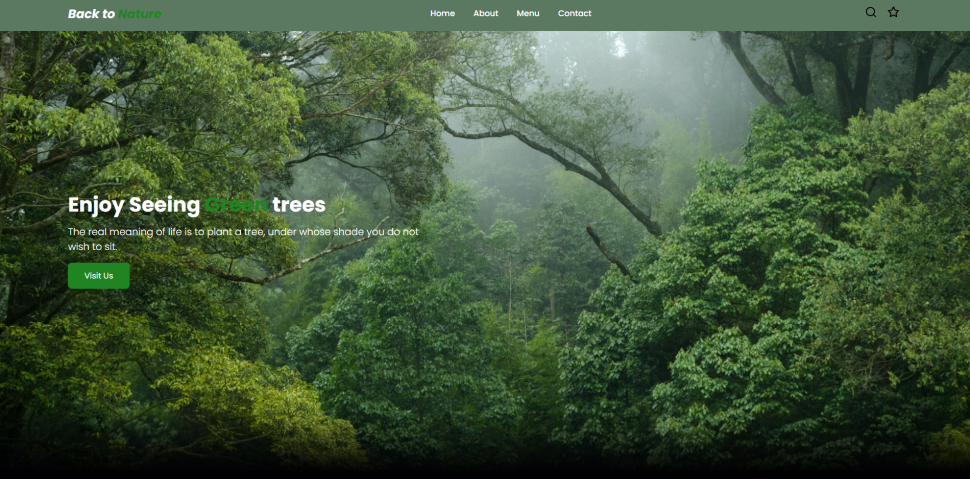 Back to Nature
Home About Menu Contact
Enjoy Seeing Green trees
The real meaning of life is to plant a tree, under whose shade you do not
wish to sit.
Visit Us